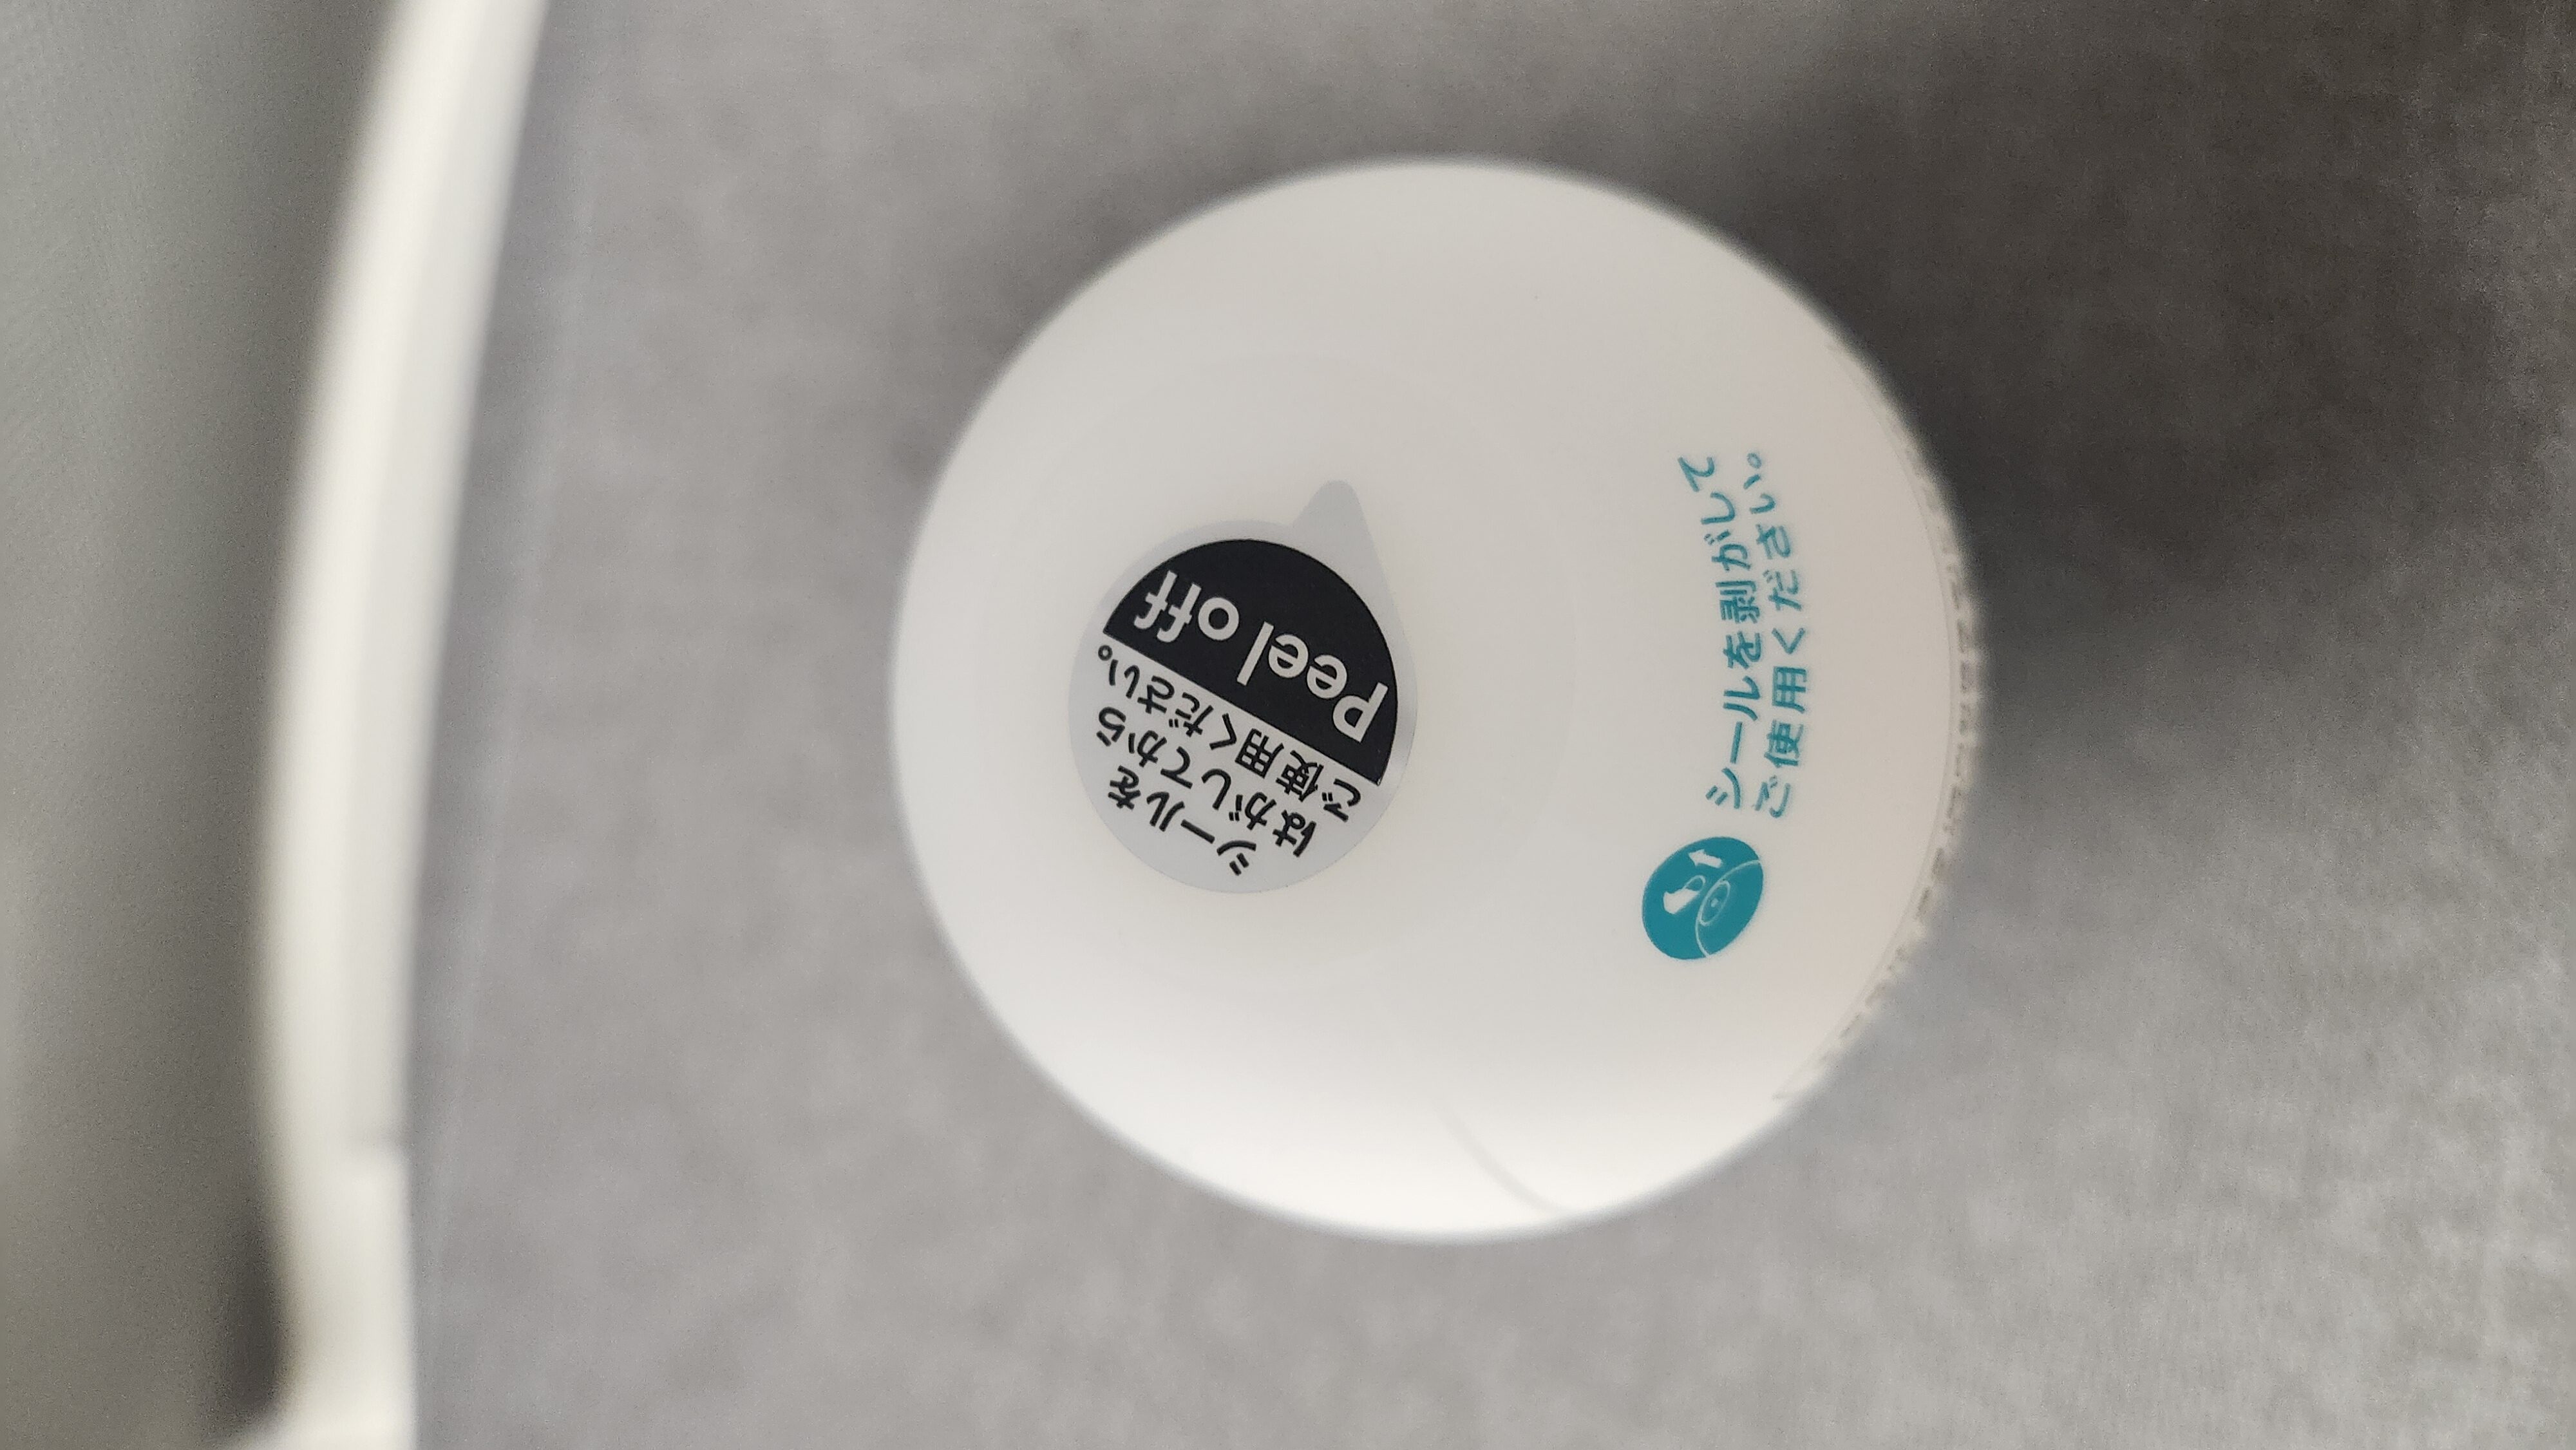 シールを
はがしてから
ご使用ください。
Peel off
シールを剥がして
ご使用ください。